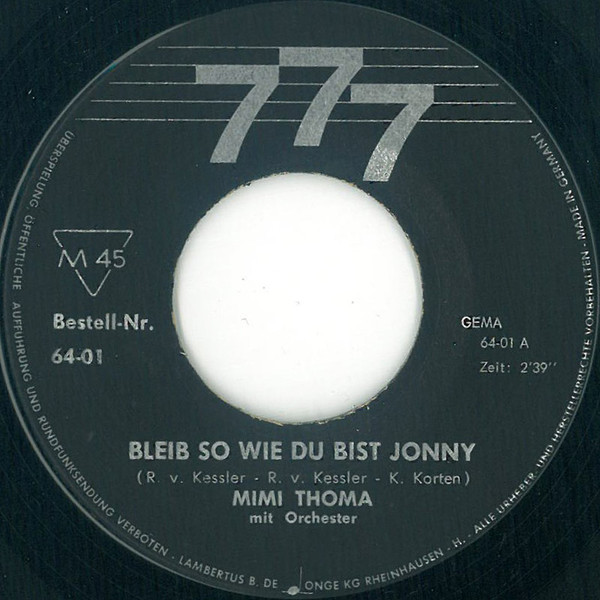 777
M 45
Bestell-Nr.
64-01
GEMA
64-01 A
Zeit: 2'39"
BLEIB SO WIE DU BIST JONNY
(R. v. Kessler - R. v. Kessler - K. Korten)
MIMI THOMA
mit Orchester
ÜBERSPIELUNG ÖFFENTLICHE AUFFÜHRUNG UND RUNDFUNKSENDUNG VERBOTEN. - LAMBERTUS B. DE JONGE KG RHEINHAUSEN - H. - ALLE URHEBER- UND HERSTELLERRECHTE VORBEHALTEN - MADE IN GERMANY